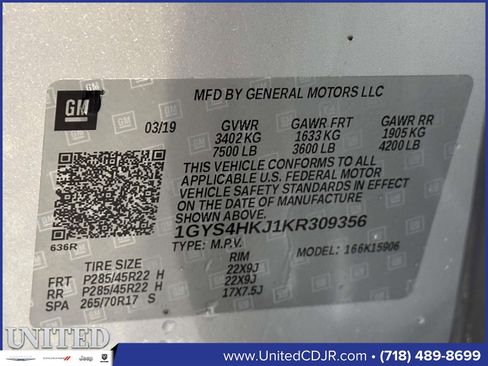 GM
MFD BY GENERAL MOTORS LLC
03/19 GVWR GAWR FRT GAWR RR
3402 KG 1633 KG 1905 KG
7500 LB 3600 LB 4200 LB
THIS VEHICLE CONFORMS TO ALL
APPLICABLE U.S. FEDERAL MOTOR
VEHICLE SAFETY STANDARDS IN EFFECT
ON THE DATE OF MANUFACTURE
SHOWN ABOVE.
1GYS4HKJ1KR309356
636R
TYPE: M.P.V. MODEL: 166K15906
TIRE SIZE RIM
FRT P285/45R22 H 22X9J
RR P285/45R22 H 22X9J
SPA 265/70R17 S 17X7.5J
UNITED
Jeep
www.UnitedCDJR.com
(718) 489-8699